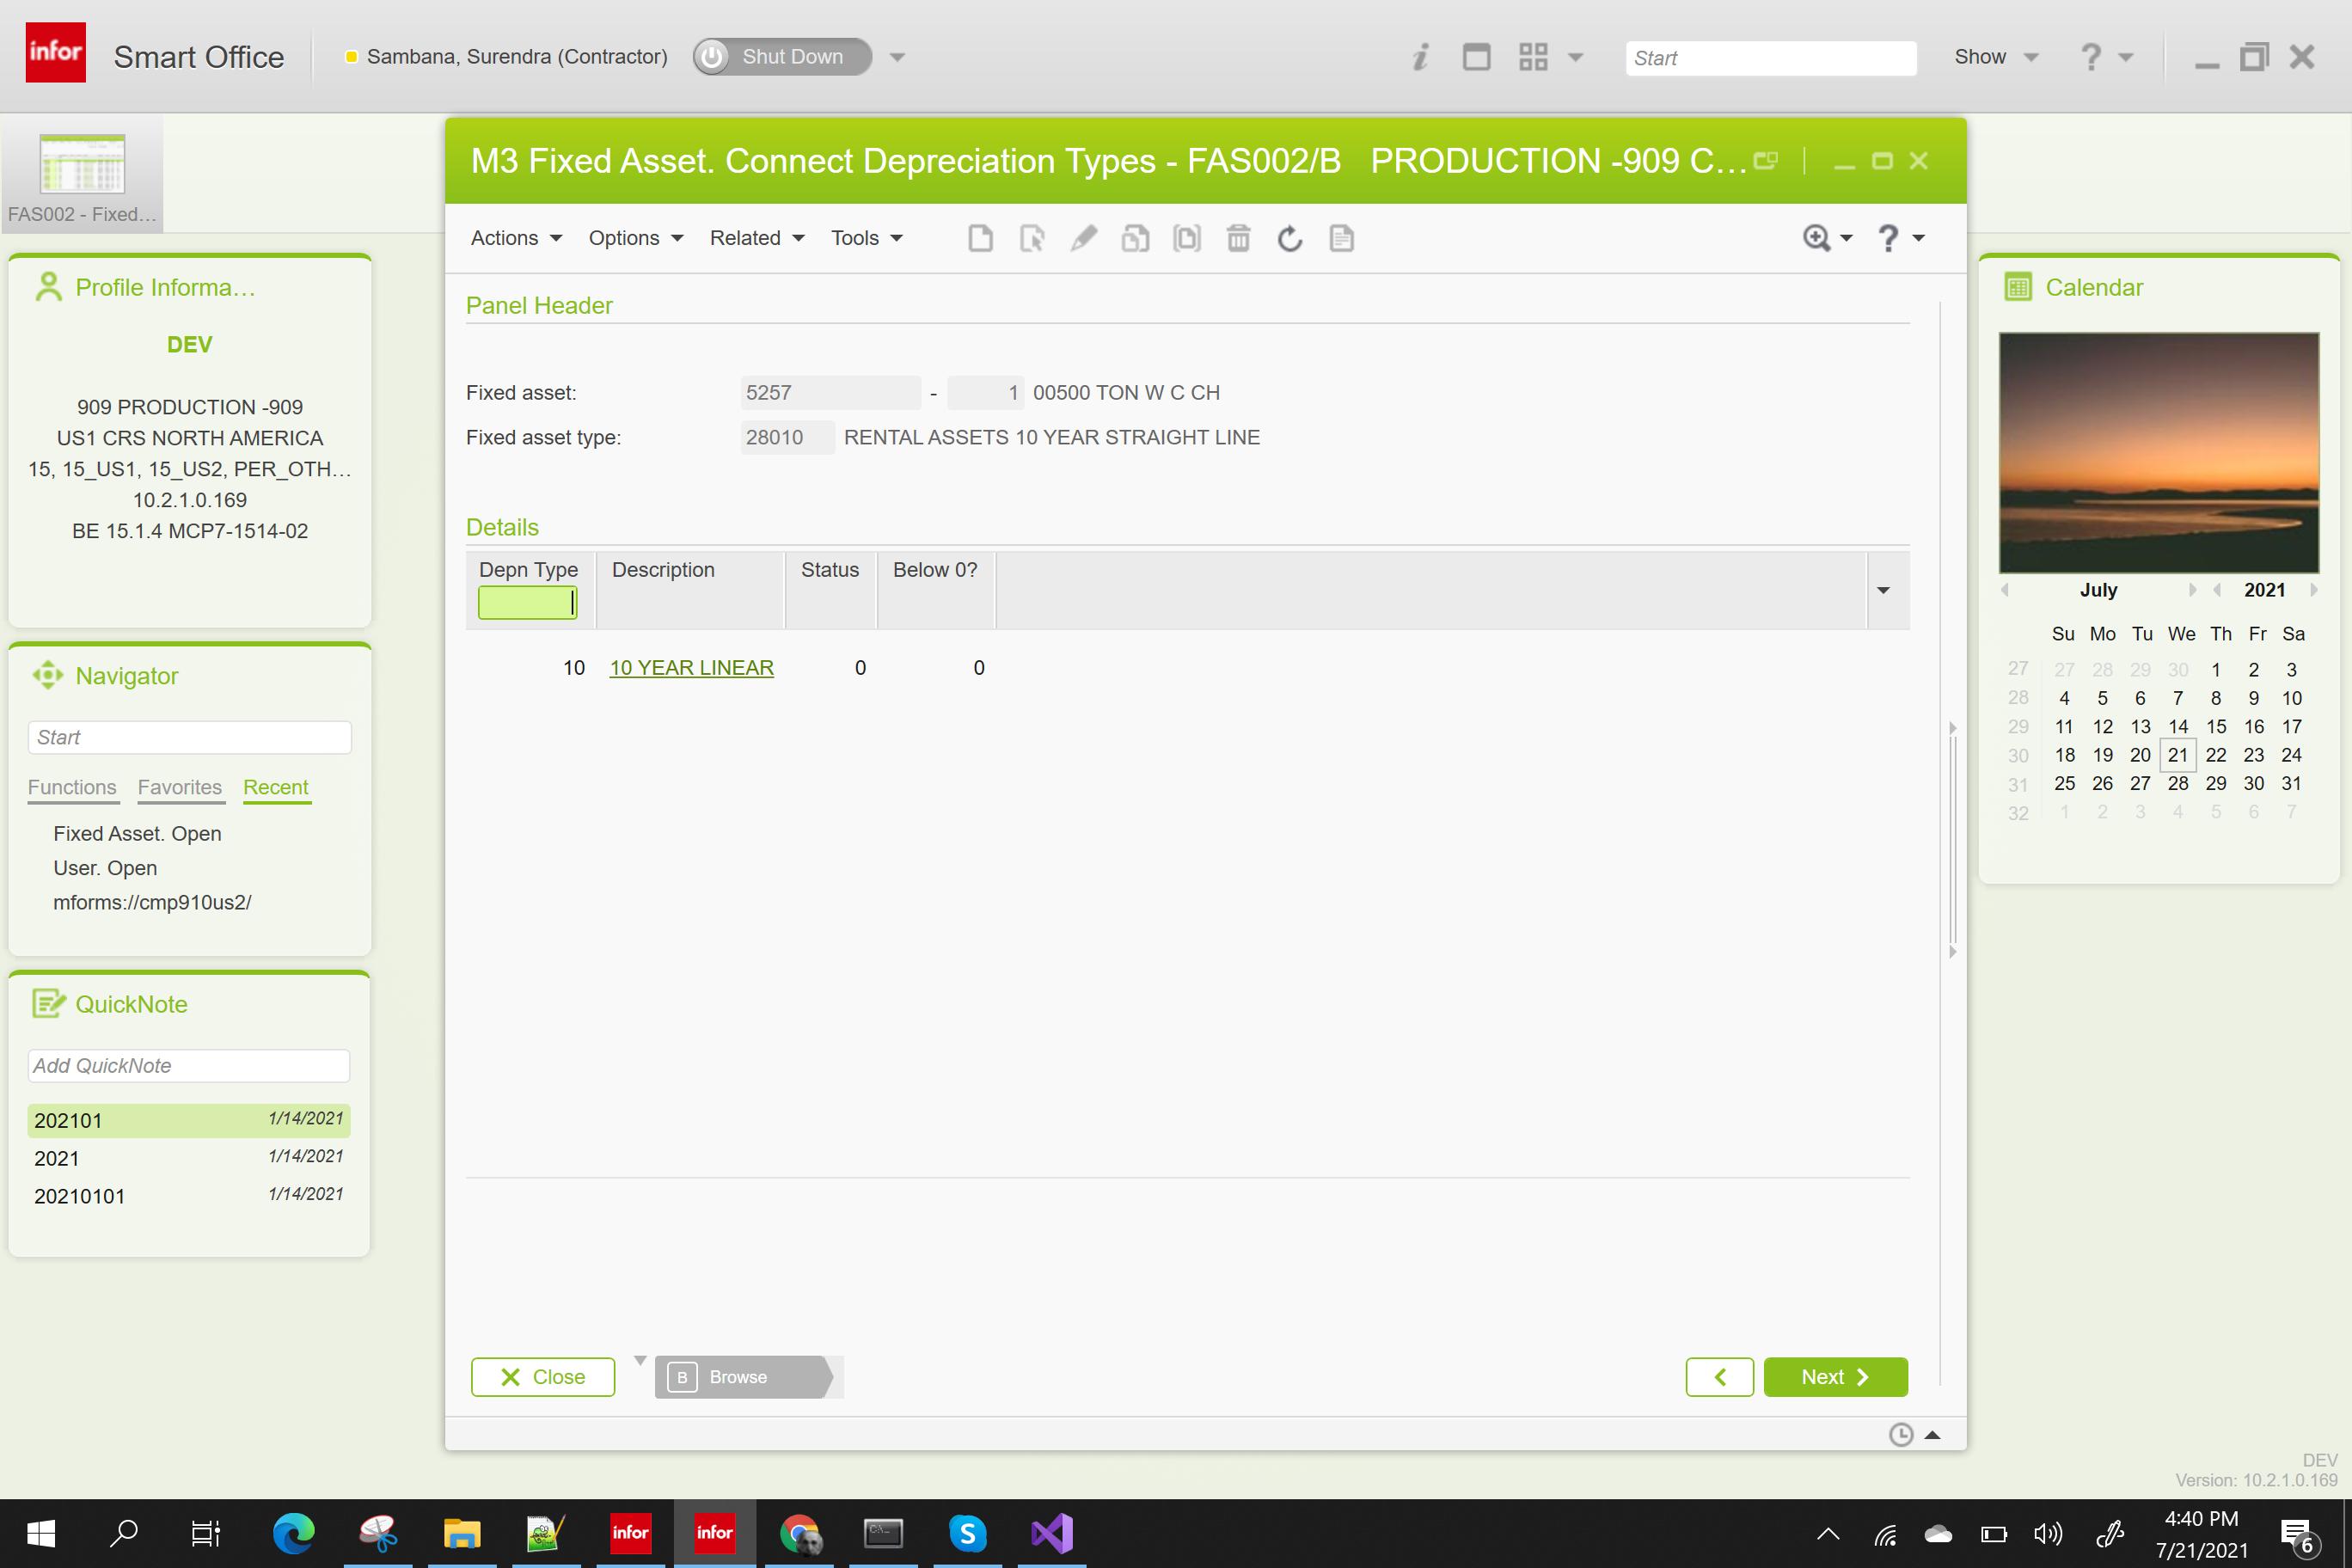 infor
Smart Office
Sambana, Surendra (Contractor)
Shut Down
Start
Show
?
FAS002 - Fixed...
M3 Fixed Asset. Connect Depreciation Types - FAS002/B PRODUCTION -909 C...
Actions
Options
Related
Tools
?
Profile Informa...
DEV
909 PRODUCTION -909
US1 CRS NORTH AMERICA
15, 15_US1, 15_US2, PER_OTH...
10.2.1.0.169
BE 15.1.4 MCP7-1514-02
Navigator
Start
Functions Favorites Recent
Fixed Asset. Open
User. Open
mforms://cmp910us2/
QuickNote
Add QuickNote
202101 1/14/2021
2021 1/14/2021
20210101 1/14/2021
Panel Header
Fixed asset: 5257 - 1 00500 TON W C CH
Fixed asset type: 28010 RENTAL ASSETS 10 YEAR STRAIGHT LINE
Details
Depn Type Description Status Below 0?
10 10 YEAR LINEAR 0 0
Close
B Browse
Next
Calendar
July 2021
Su Mo Tu We Th Fr Sa
27 27 28 29 30 1 2 3
28 4 5 6 7 8 9 10
29 11 12 13 14 15 16 17
30 18 19 20 21 22 23 24
31 25 26 27 28 29 30 31
32 1 2 3 4 5 6 7
DEV
Version: 10.2.1.0.169
infor
infor
C:\
S
4:40 PM
7/21/2021
6